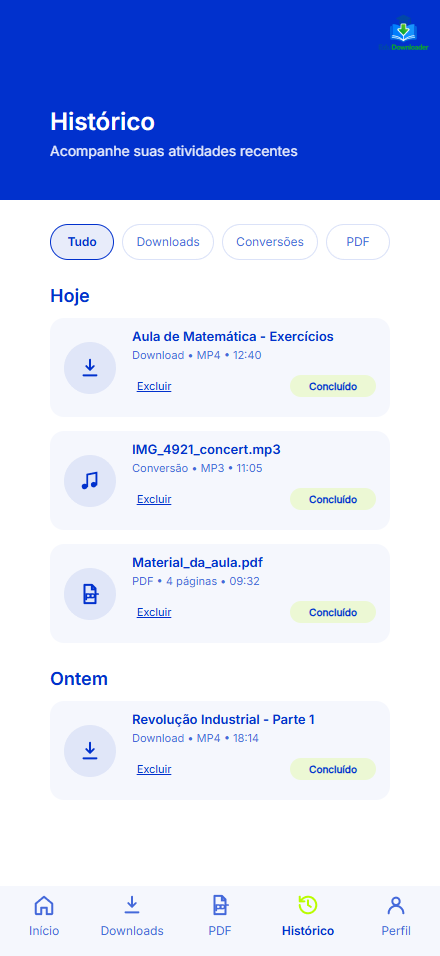 Downloader
Histórico
Acompanhe suas atividades recentes
Tudo
Downloads
Conversões
PDF
Hoje
Aula de Matemática - Exercícios
Download • MP4 • 12:40
Excluir
Concluído
IMG_4921_concert.mp3
Conversão • MP3 • 11:05
Excluir
Concluído
Material_da_aula.pdf
PDF • 4 páginas • 09:32
Excluir
Concluído
Ontem
Revolução Industrial - Parte 1
Download • MP4 • 18:14
Excluir
Concluído
Início
Downloads
PDF
Histórico
Perfil